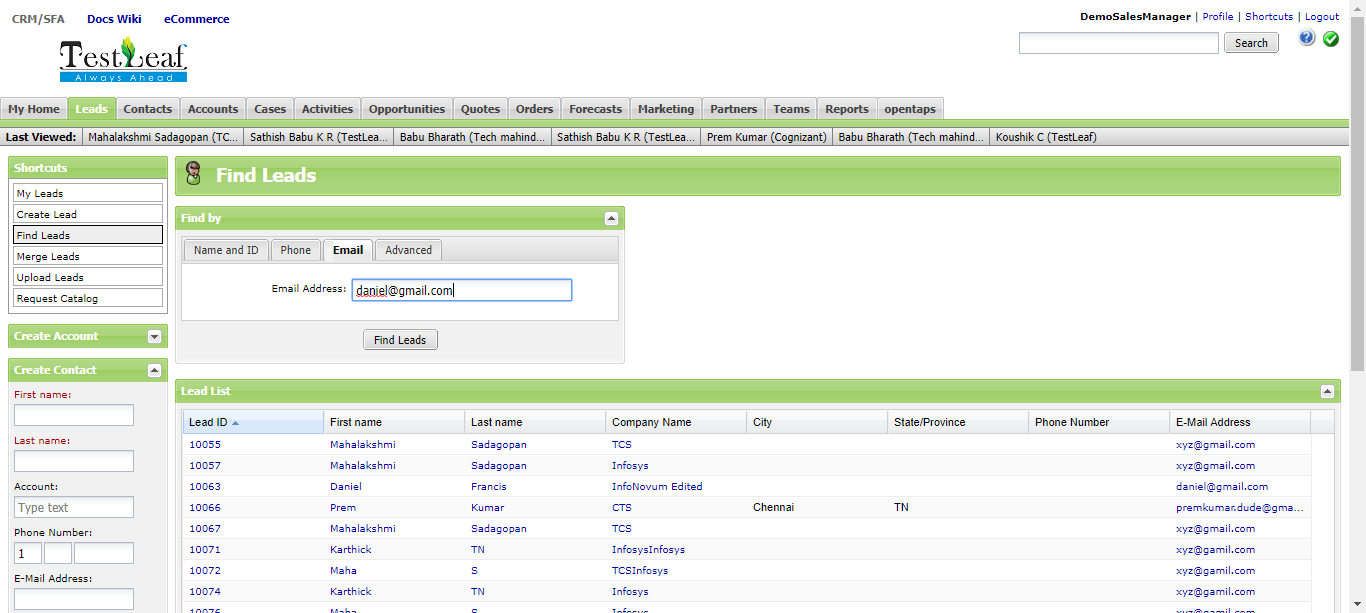 CRM/SFA Docs Wiki eCommerce
DemoSalesManager | Profile | Shortcuts | Logout
TestLeaf
Always Ahead
Search
My Home Leads Contacts Accounts Cases Activities Opportunities Quotes Orders Forecasts Marketing Partners Teams Reports opentaps
Last Viewed: Mahalakshmi Sadagopan (TC... Sathish Babu K R (TestLea... Babu Bharath (Tech mahind... Sathish Babu K R (TestLea... Prem Kumar (Cognizant) Babu Bharath (Tech mahind... Koushik C (TestLeaf)
Shortcuts
My Leads
Create Lead
Find Leads
Merge Leads
Upload Leads
Request Catalog
Create Account
Create Contact
First name:
Last name:
Account:
Type text
Phone Number:
1
E-Mail Address:
Find Leads
Find by
Name and ID Phone Email Advanced
Email Address: daniel@gmail.com
Find Leads
Lead List
Lead ID First name Last name Company Name City State/Province Phone Number E-Mail Address
10055 Mahalakshmi Sadagopan TCS xyz@gmail.com
10057 Mahalakshmi Sadagopan Infosys xyz@gmail.com
10063 Daniel Francis InfoNovum Edited daniel@gmail.com
10066 Prem Kumar CTS Chennai TN premkumar.dude@gma...
10067 Mahalakshmi Sadagopan TCS xyz@gmail.com
10071 Karthick TN InfosysInfosys xyz@gamil.com
10072 Maha S TCSInfosys xyz@gmail.com
10074 Karthick TN Infosys xyz@gamil.com
10076 Maha S Infosys xyz@gmail.com